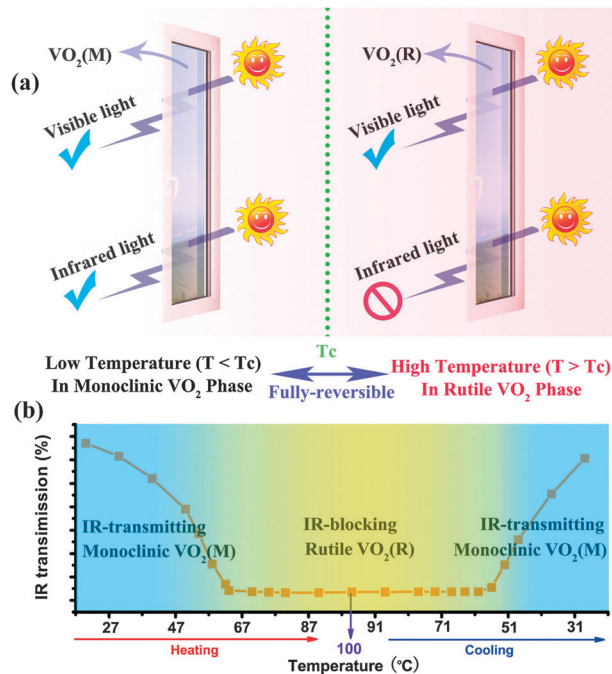 (a)
VO₂(M)
Visible light
Infrared light
VO₂(R)
Visible light
Infrared light
Tc
Low Temperature (T < Tc)
In Monoclinic VO₂ Phase
Fully-reversible
High Temperature (T > Tc)
In Rutile VO₂ Phase
(b)
IR transimission (%)
IR-transmitting
Monoclinic VO₂(M)
IR-blocking
Rutile VO₂(R)
IR-transmitting
Monoclinic VO₂(M)
27 47 67 87 91 71 51 31
100
Heating
Temperature (°C)
Cooling